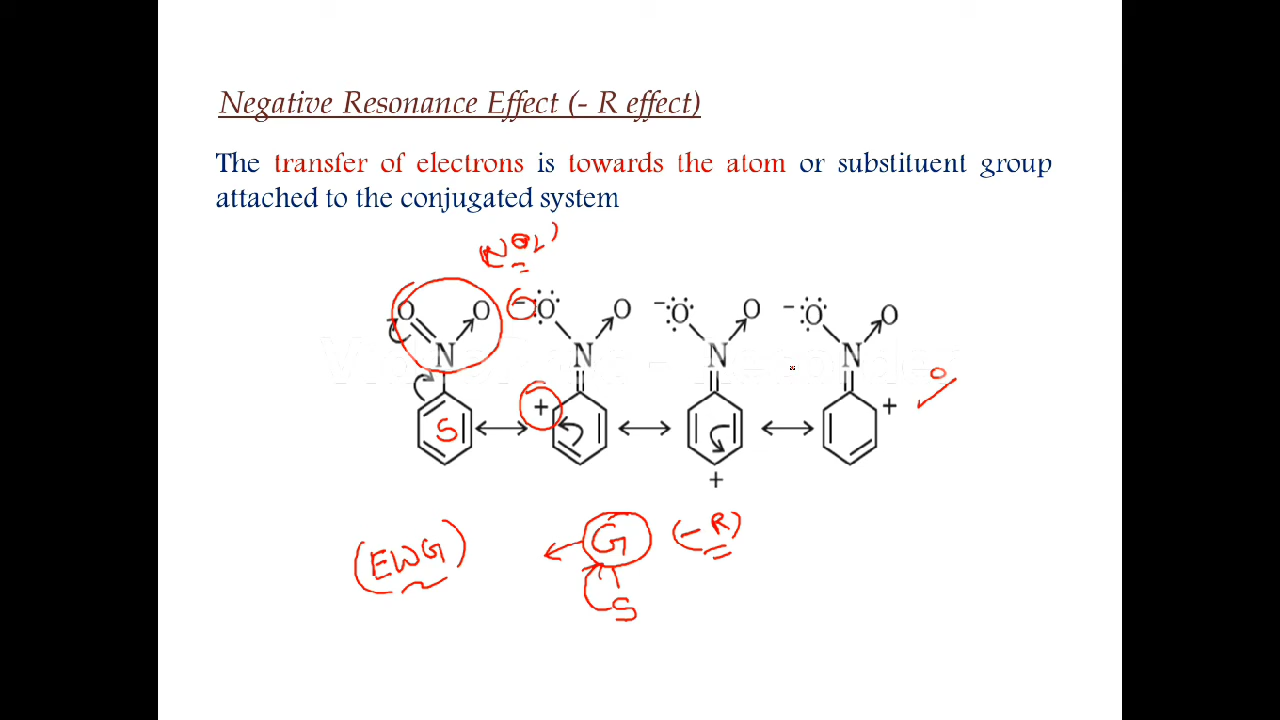 Negative Resonance Effect (- R effect)
The transfer of electrons is towards the atom or substituent group
attached to the conjugated system
(NO2)
O O -:O: O -:O: O -:O: O
N N N N
+ +
S
+
(EWG) G (-R)
S